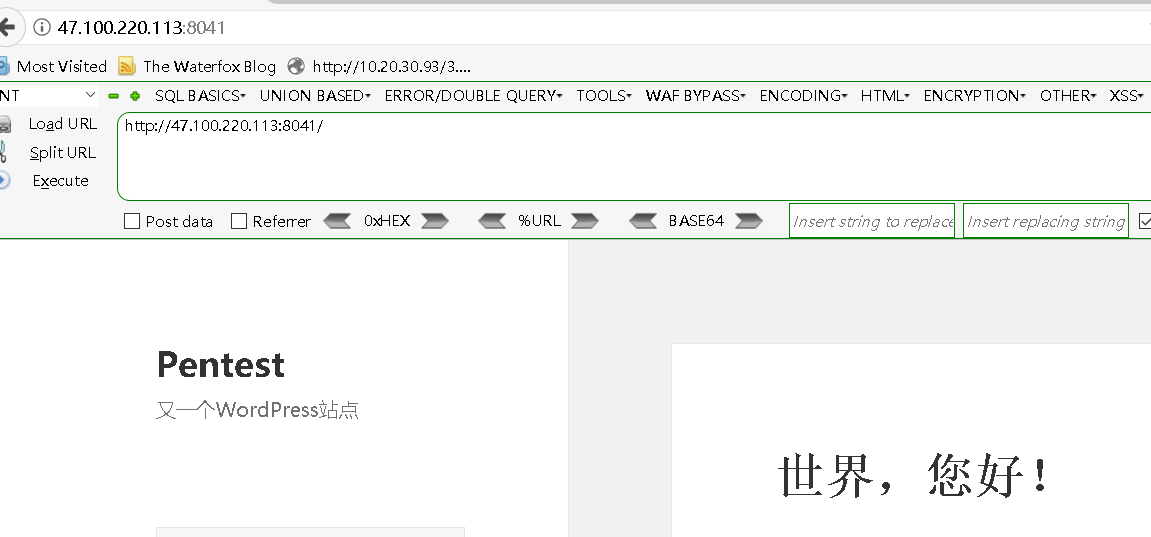 47.100.220.113:8041
Most Visited The Waterfox Blog http://10.20.30.93/3....
NT SQL BASICS UNION BASED ERROR/DOUBLE QUERY TOOLS WAF BYPASS ENCODING HTML ENCRYPTION OTHER XSS
Load URL http://47.100.220.113:8041/
Split URL
Execute
Post data Referrer 0xHEX %URL BASE64 Insert string to replace Insert replacing string
Pentest
又一个WordPress站点
世界，您好！